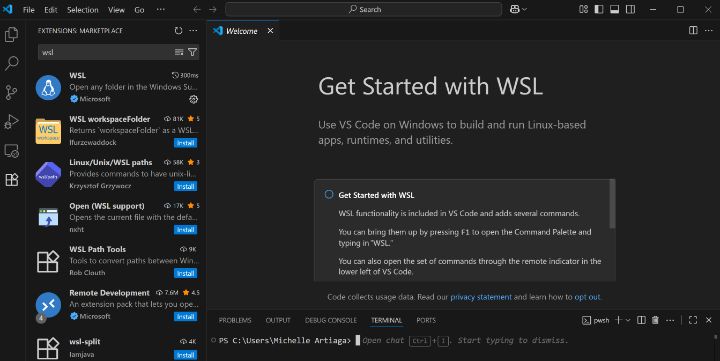 File Edit Selection View Go ··· Search
EXTENSIONS: MARKETPLACE
wsl
WSL 300ms
Open any folder in the Windows Su...
Microsoft
WSL workspaceFolder 81K 5
Returns `workspaceFolder` as a WSL...
lfurzewaddock Install
Linux/Unix/WSL paths 58K 3
Provides commands to have unix-li...
Krzysztof Grzywocz Install
Open (WSL support) 17K 5
Opens the current file with the defa...
nxht Install
WSL Path Tools 9K
Tools to convert paths between Win...
Rob Clouth Install
Remote Development 7.6M 4.5
An extension pack that lets you ope...
4
Microsoft Install
wsl-split 4K
Iamjava Install
Welcome
Get Started with WSL
Use VS Code on Windows to build and run Linux-based
apps, runtimes, and utilities.
Get Started with WSL
WSL functionality is included in VS Code and adds several commands.
You can bring them up by pressing F1 to open the Command Palette and
typing in "WSL."
You can also open the set of commands through the remote indicator in the
lower left of VS Code.
Code collects usage data. Read our privacy statement and learn how to opt out.
PROBLEMS OUTPUT DEBUG CONSOLE TERMINAL PORTS pwsh
PS C:\Users\Michelle Artiaga> Open chat Ctrl+I. Start typing to dismiss.